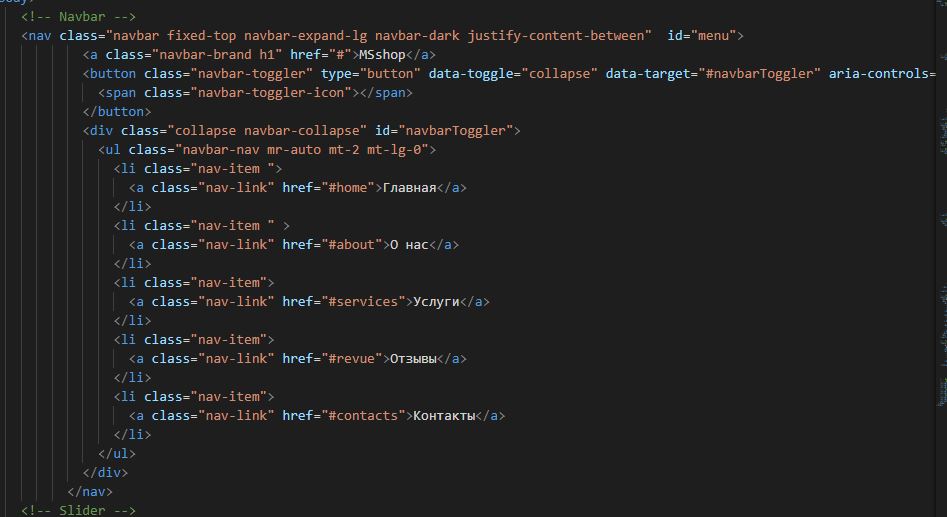 <!-- Navbar -->
<nav class="navbar fixed-top navbar-expand-lg navbar-dark justify-content-between"  id="menu">
<a class="navbar-brand h1" href="#">MSshop</a>
<button class="navbar-toggler" type="button" data-toggle="collapse" data-target="#navbarToggler" aria-controls=
<span class="navbar-toggler-icon"></span>
</button>
<div class="collapse navbar-collapse" id="navbarToggler">
<ul class="navbar-nav mr-auto mt-2 mt-lg-0">
<li class="nav-item ">
<a class="nav-link" href="#home">Главная</a>
</li>
<li class="nav-item " >
<a class="nav-link" href="#about">О нас</a>
</li>
<li class="nav-item">
<a class="nav-link" href="#services">Услуги</a>
</li>
<li class="nav-item">
<a class="nav-link" href="#revue">Отзывы</a>
</li>
<li class="nav-item">
<a class="nav-link" href="#contacts">Контакты</a>
</li>
</ul>
</div>
</nav>
<!-- Slider -->